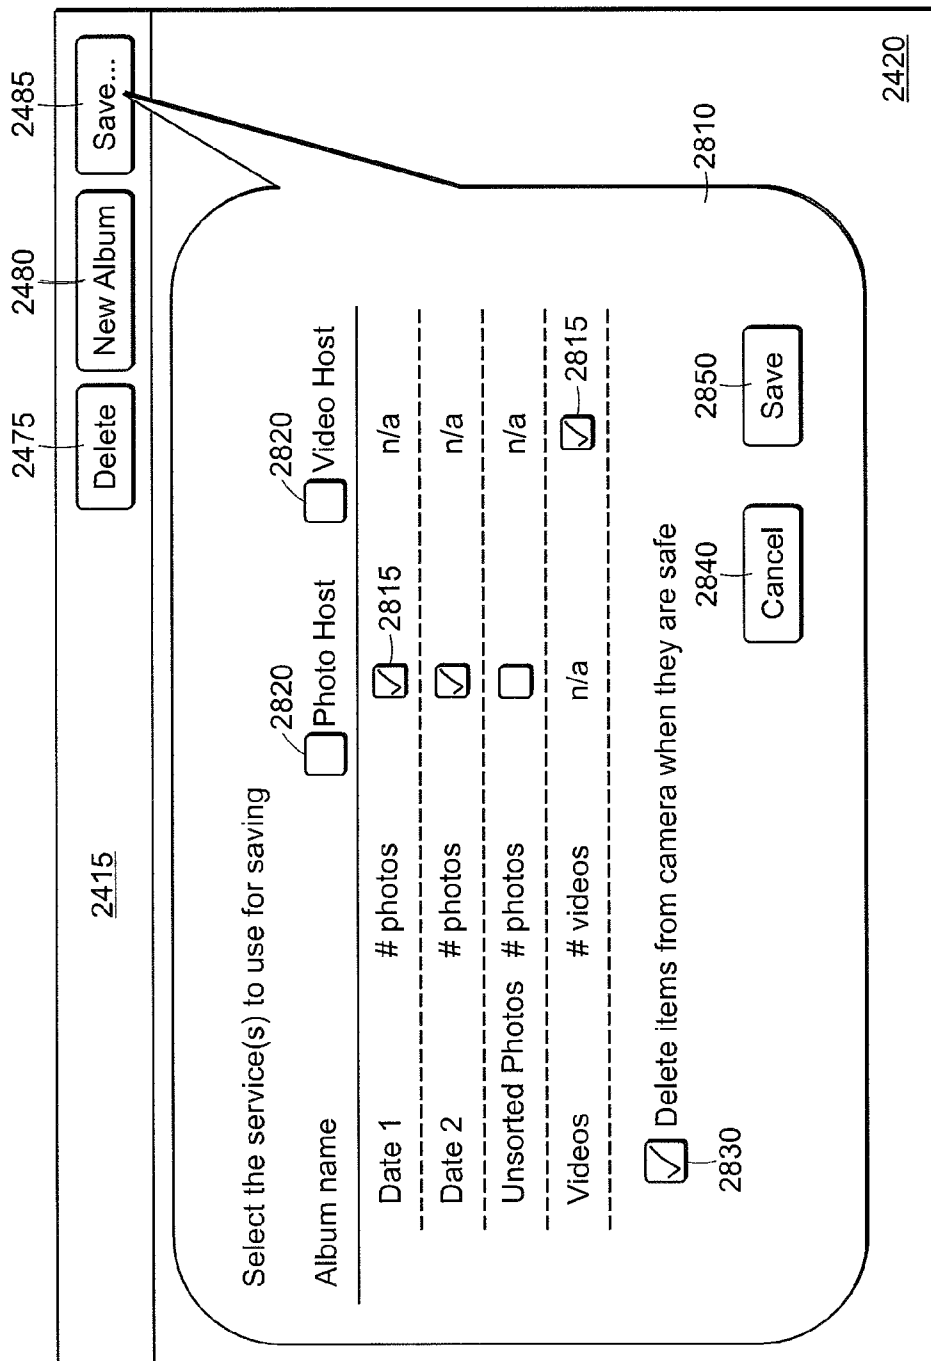 2475 2480 2485
2415 Delete New Album Save...
Select the service(s) to use for saving
2820 2820
Album name Photo Host Video Host
Date 1 # photos 2815 n/a
Date 2 # photos n/a
Unsorted Photos # photos n/a
Videos # videos n/a 2815
Delete items from camera when they are safe
2830
2840 2850
Cancel Save
2810
2420